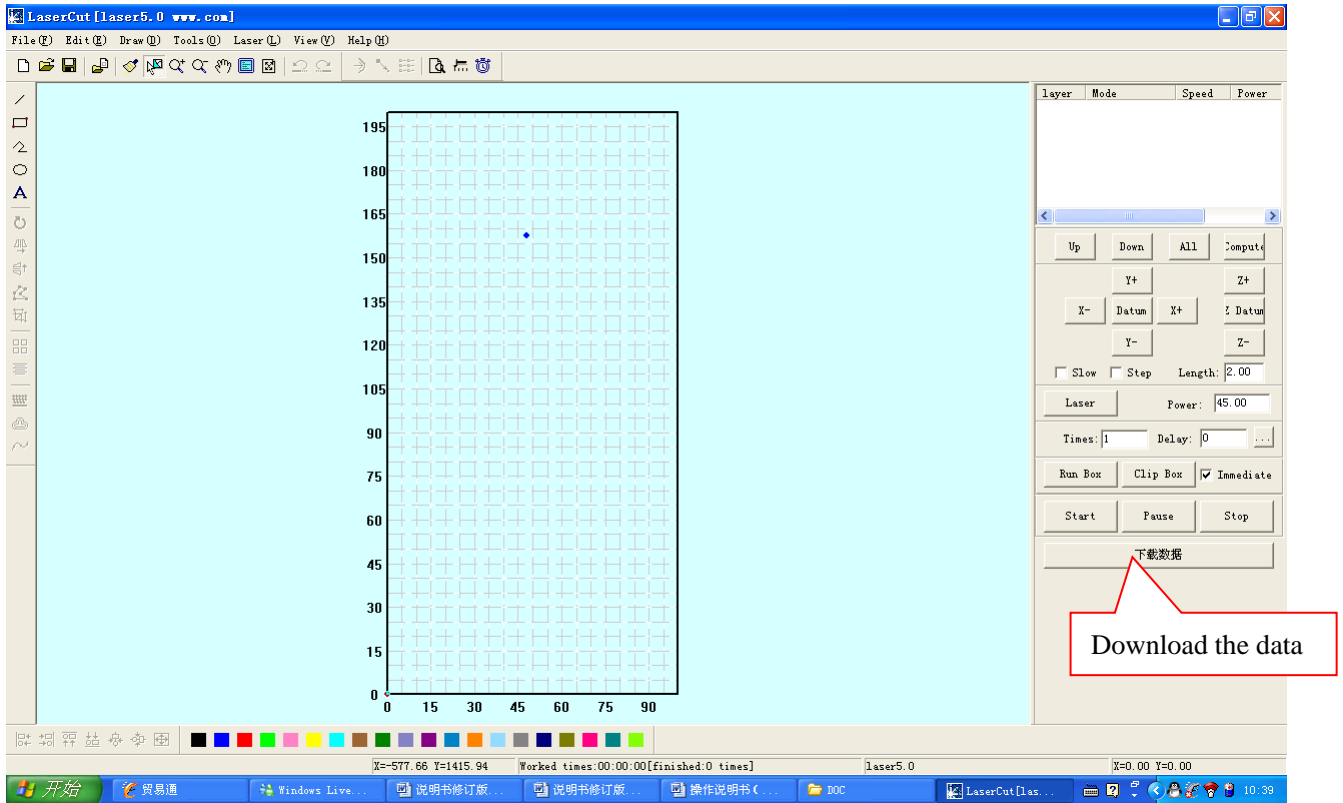 LaserCut[laser5.0 www.com]
File(F) Edit(E) Draw(D) Tools(Q) Laser(L) View(V) Help(H)
layer Mode Speed Power
195
180
165
150
135
120
105
90
75
60
45
30
15
0
0 15 30 45 60 75 90
A
Up Down All Compute
Y+ Z+
X- Datum X+ Z Datum
Y- Z-
Slow Step Length: 2.00
Laser Power: 45.00
Times: 1 Delay: 0 ...
Run Box Clip Box Immediate
Start Pause Stop
下载数据
Download the data
X=-577.66 Y=1415.94 Worked times:00:00:00[finished:0 times] laser5.0 X=0.00 Y=0.00
开始 贸易通 Windows Live... 说明书修订版... 说明书修订版... 操作说明书(... DOC LaserCut[las... 10:39